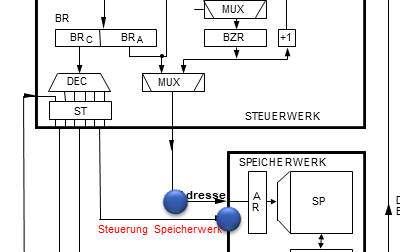 MUX
BR
BR C
BR A
BZR
+1
DEC
MUX
ST
STEUERWERK
SPEICHERWERK
dresse
A
R
SP
Steuerung Speicherwerk